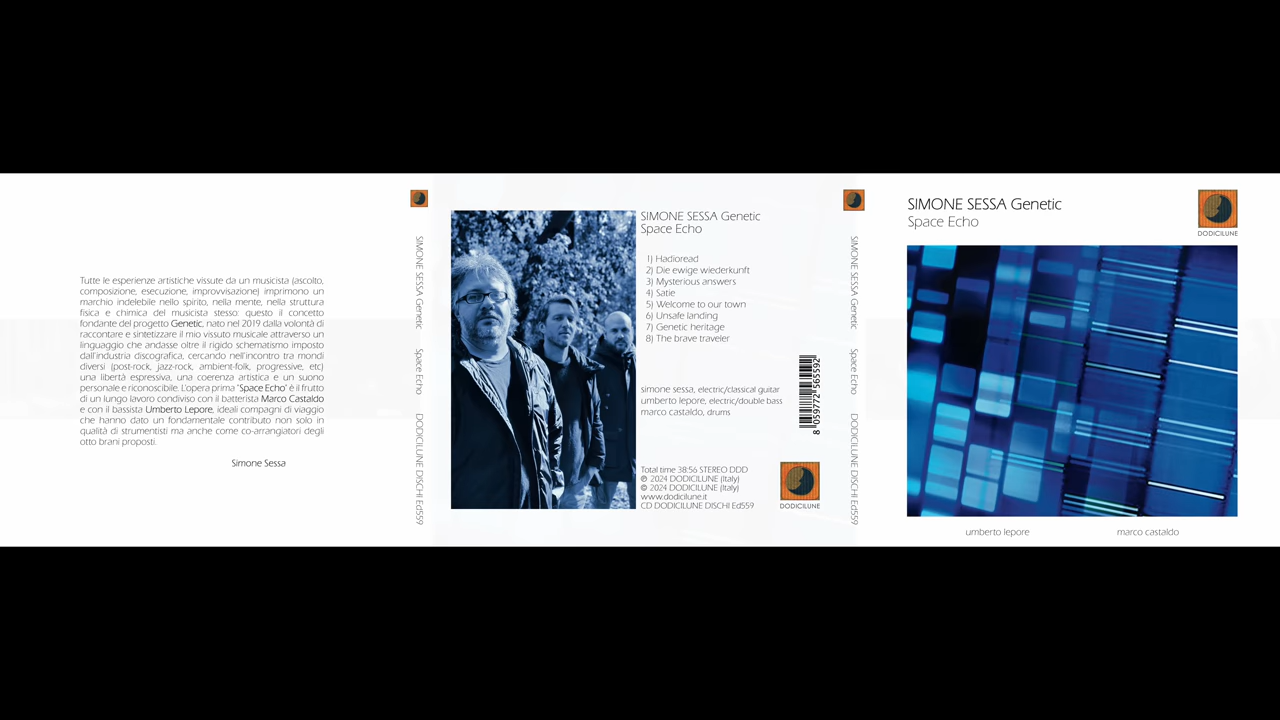 Tutte le esperienze artistiche vissute da un musicista (ascolto,
composizione, esecuzione, improvvisazione) imprimono un
marchio indelebile nello spirito, nella mente, nella struttura
fisica e chimica del musicista stesso: questo il concetto
fondante del progetto Genetic, nato nel 2019 dalla volontà di
raccontare e sintetizzare il mio vissuto musicale attraverso un
linguaggio che andasse oltre il rigido schematismo imposto
dall'industria discografica, cercando nell'incontro tra mondi
diversi (post-rock, jazz-rock, ambient-folk, progressive, etc)
una libertà espressiva, una coerenza artistica e un suono
personale e riconoscibile. L'opera prima "Space Echo" è il frutto
di un lungo lavoro condiviso con il batterista Marco Castaldo
e con il bassista Umberto Lepore, ideali compagni di viaggio
che hanno dato un fondamentale contributo non solo in
qualità di strumentisti ma anche come co-arrangiatori degli
otto brani proposti.
Simone Sessa
SIMONE SESSA Genetic Space Echo DODICILUNE DISCHI Ed559
SIMONE SESSA Genetic
Space Echo
1) Hadioread
2) Die ewige wiederkunft
3) Mysterious answers
4) Satie
5) Welcome to our town
6) Unsafe landing
7) Genetic heritage
8) The brave traveler
simone sessa, electric/classical guitar
umberto lepore, electric/double bass
marco castaldo, drums
8 059772 565592
Total time 38:56 STEREO DDD
℗ 2024 DODICILUNE (Italy)
© 2024 DODICILUNE (Italy)
www.dodicilune.it
CD DODICILUNE DISCHI Ed559
DODICILUNE
SIMONE SESSA Genetic Space Echo DODICILUNE DISCHI Ed559
SIMONE SESSA Genetic
Space Echo
DODICILUNE
umberto lepore marco castaldo